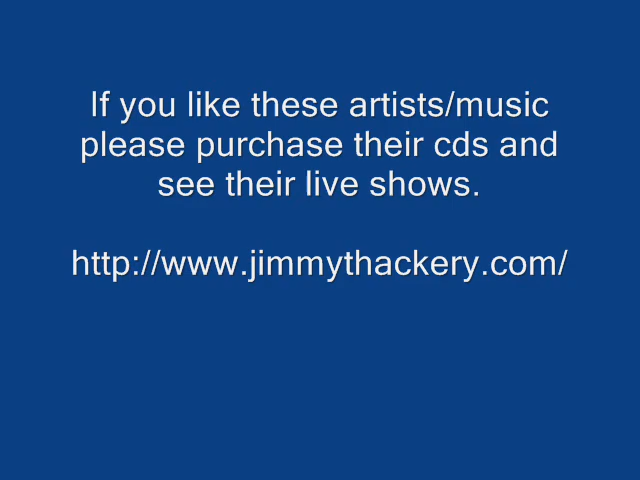 If you like these artists/music
please purchase their cds and
see their live shows.
http://www.jimmythackery.com/